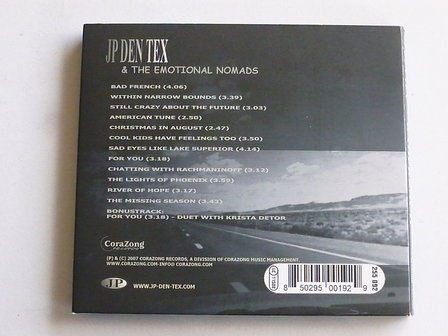 JP DEN TEX
& THE EMOTIONAL NOMADS
BAD FRENCH (4.06)
WITHIN NARROW BOUNDS (3.39)
STILL CRAZY ABOUT THE FUTURE (3.03)
AMERICAN TUNE (2.50)
CHRISTMAS IN AUGUST (2.47)
COOL KIDS HAVE FEELINGS TOO (3.50)
SAD EYES LIKE LAKE SUPERIOR (4.14)
FOR YOU (3.18)
CHATTING WITH RACHMANINOFF (3.12)
THE LIGHTS OF PHOENIX (3.59)
RIVER OF HOPE (3.17)
THE MISSING SEASON (3.43)
BONUSTRACK:
FOR YOU (3.18) - DUET WITH KRISTA DETOR
CoraZong
RECORDS
(P) & (C) 2007 CORAZONG RECORDS, A DIVISION OF CORAZONG MUSIC MANAGEMENT.
WWW.CORAZONG.COM-INFO@ CORAZONG.COM
JP
WWW.JP-DEN-TEX.COM
8 50295 00192 9
255 892